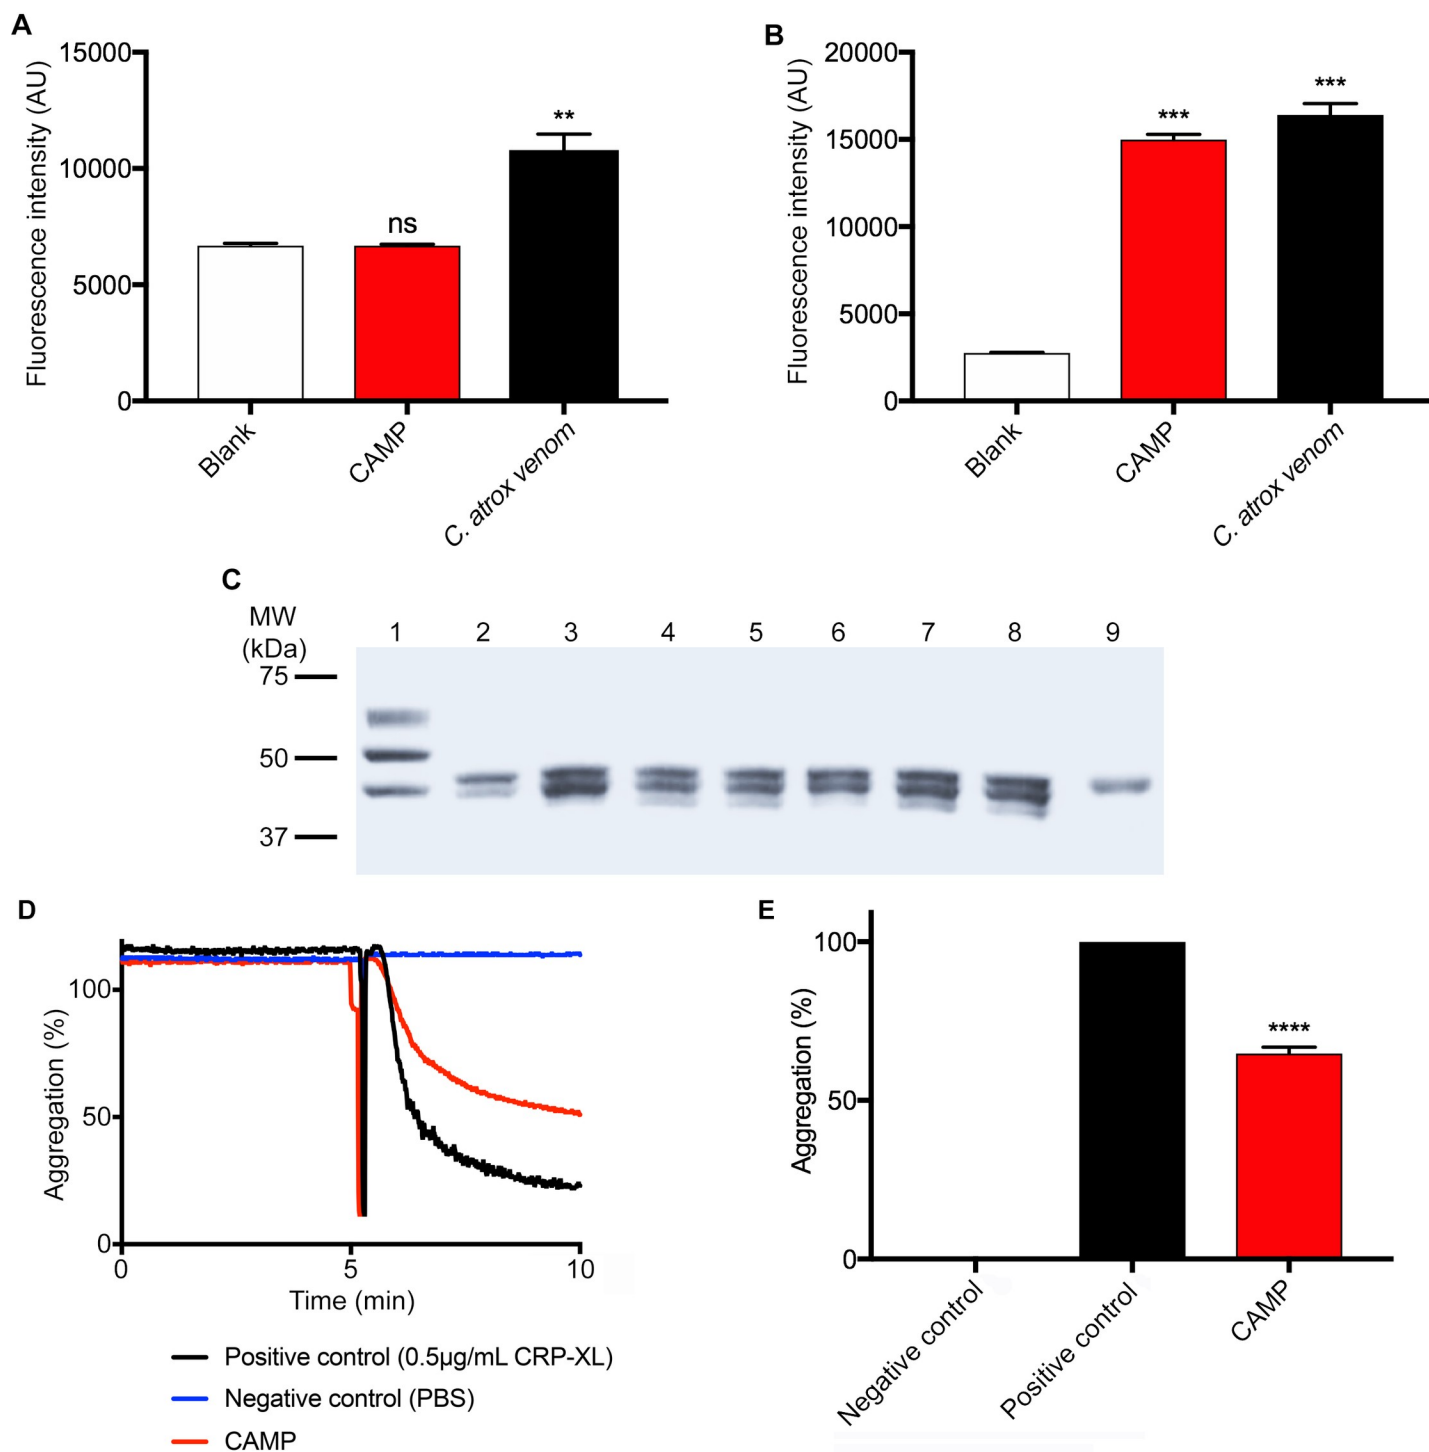 A
15000
10000
5000
0
Fluorescence intensity (AU)
ns
**
Blank
CAMP
C. atrox venom
B
20000
15000
10000
5000
0
Fluorescence intensity (AU)
***
***
Blank
CAMP
C. atrox venom
C
MW
(kDa)
1 2 3 4 5 6 7 8 9
75
50
37
D
100
50
0
Aggregation (%)
0 5 10
Time (min)
Positive control (0.5µg/mL CRP-XL)
Negative control (PBS)
CAMP
E
100
50
0
Aggregation (%)
****
Negative control
Positive control
CAMP